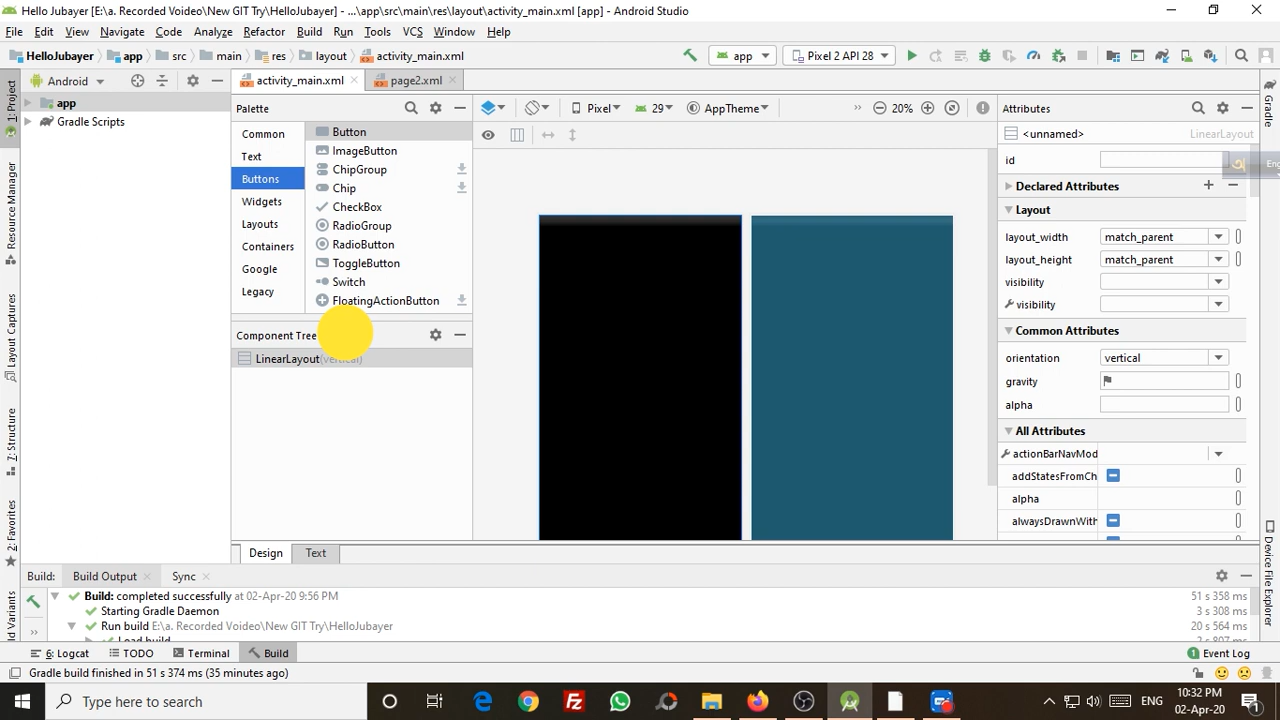 Hello Jubayer [E:\a. Recorded Voideo\New GIT Try\HelloJubayer] - ...\app\src\main\res\layout\activity_main.xml [app] - Android Studio
File Edit View Navigate Code Analyze Refactor Build Run Tools VCS Window Help
HelloJubayer app src main res layout activity_main.xml app Pixel 2 API 28
Android activity_main.xml page2.xml
1: Project
Resource Manager
Layout Captures
7: Structure
2: Favorites
app
Gradle Scripts
Palette
Common
Text
Buttons
Widgets
Layouts
Containers
Google
Legacy
Button
ImageButton
ChipGroup
Chip
CheckBox
RadioGroup
RadioButton
ToggleButton
Switch
FloatingActionButton
Component Tree
LinearLayout (vertical)
Pixel 29 AppTheme 20%
Attributes
<unnamed> LinearLayout
id
Declared Attributes
Layout
layout_width match_parent
layout_height match_parent
visibility
visibility
Common Attributes
orientation vertical
gravity
alpha
All Attributes
actionBarNavMod
addStatesFromCh
alpha
alwaysDrawnWith
Gradle
Device File Explorer
Design Text
Build: Build Output Sync
Build: completed successfully at 02-Apr-20 9:56 PM 51 s 358 ms
Starting Gradle Daemon 3 s 308 ms
Run build E:\a. Recorded Voideo\New GIT Try\HelloJubayer 20 s 564 ms
Load build 2 s 807 ms
6: Logcat TODO Terminal Build 1 Event Log
Gradle build finished in 51 s 374 ms (35 minutes ago)
Type here to search
ENG
10:32 PM
02-Apr-20